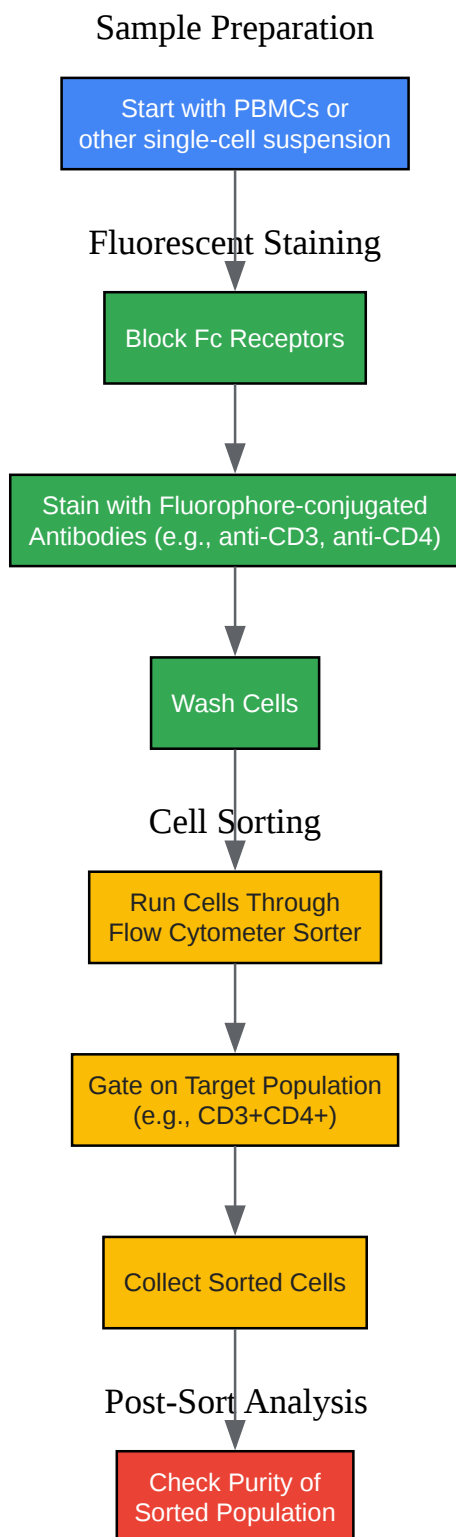 Sample Preparation
Start with PBMCs or
other single-cell suspension
Fluorescent Staining
Block Fc Receptors
Stain with Fluorophore-conjugated
Antibodies (e.g., anti-CD3, anti-CD4)
Wash Cells
Cell Sorting
Run Cells Through
Flow Cytometer Sorter
Gate on Target Population
(e.g., CD3+CD4+)
Collect Sorted Cells
Post-Sort Analysis
Check Purity of
Sorted Population